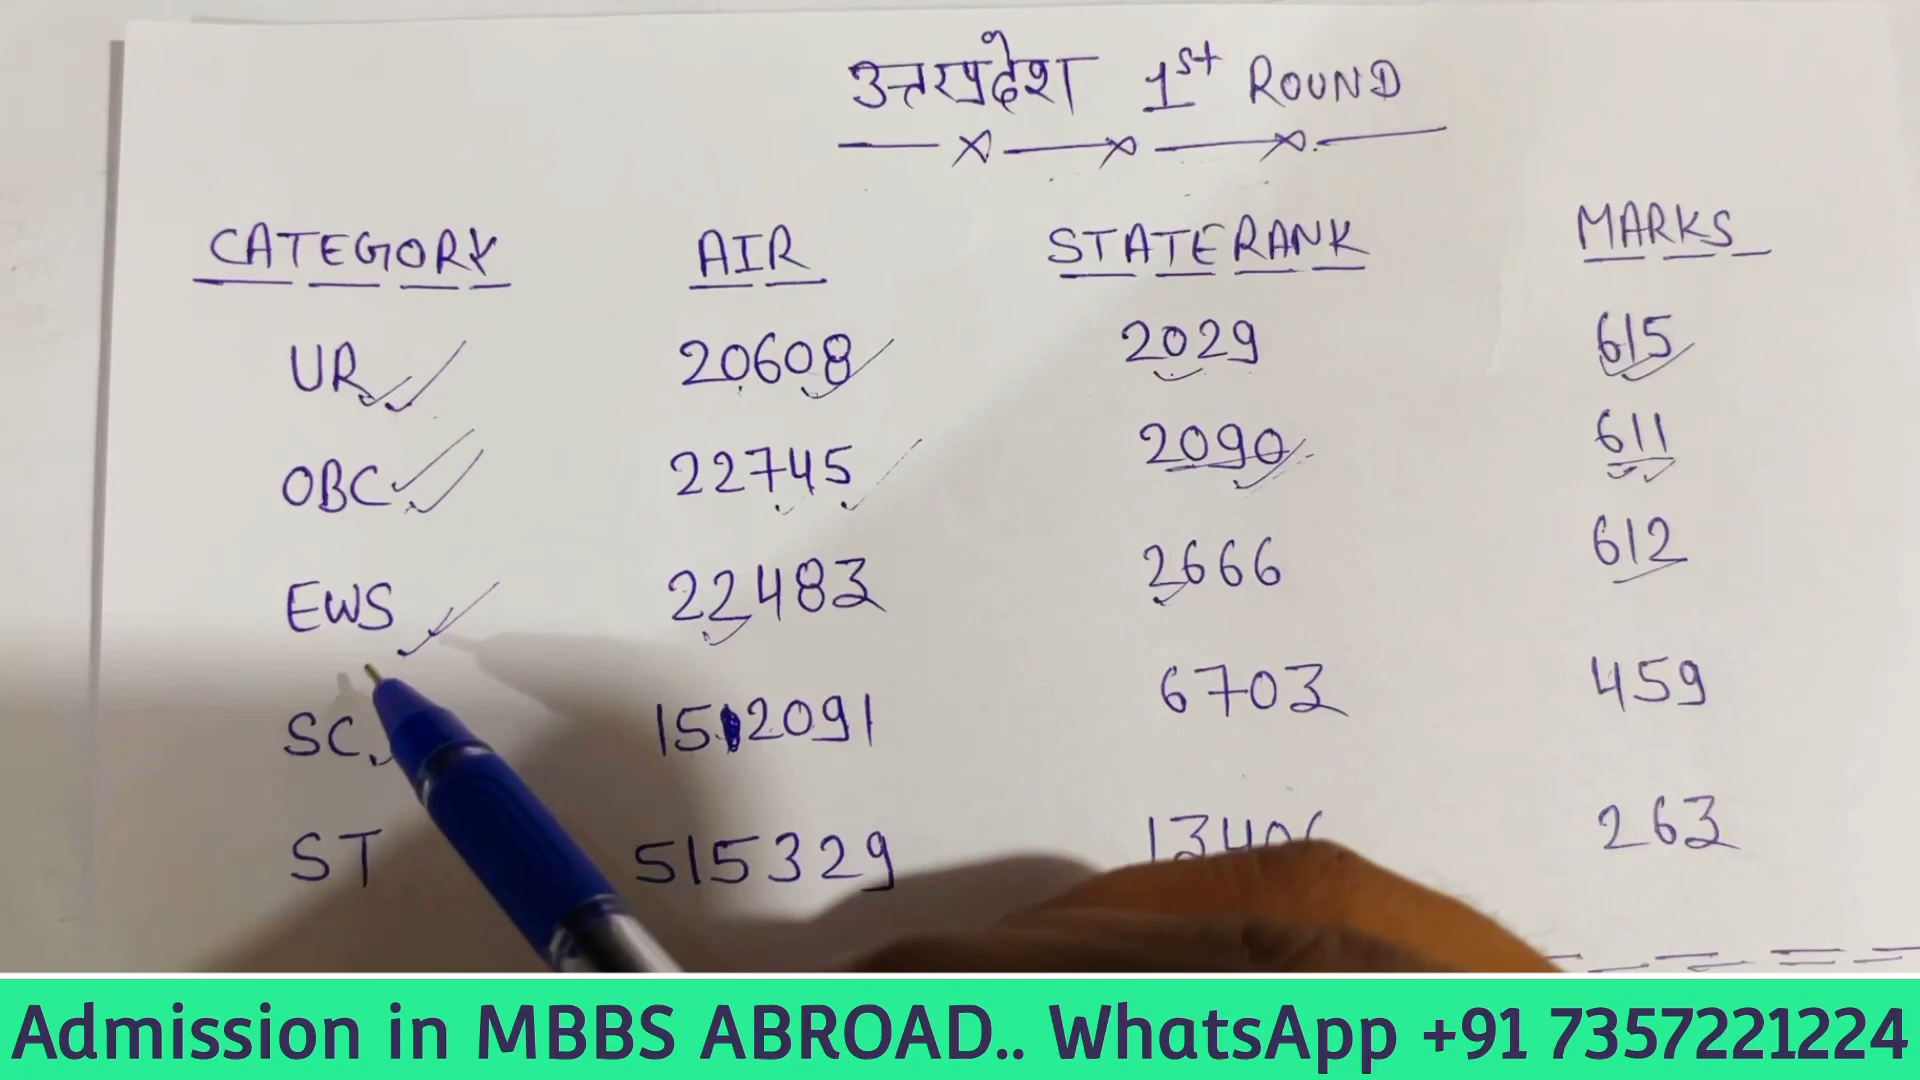 उत्तरप्रदेश 1st ROUND
CATEGORY AIR STATE RANK MARKS
UR 20608 2029 615
OBC 22745 2090 611
EWS 22483 2666 612
SC 152091 6703 459
ST 515329 263
Admission in MBBS ABROAD.. WhatsApp +91 7357221224